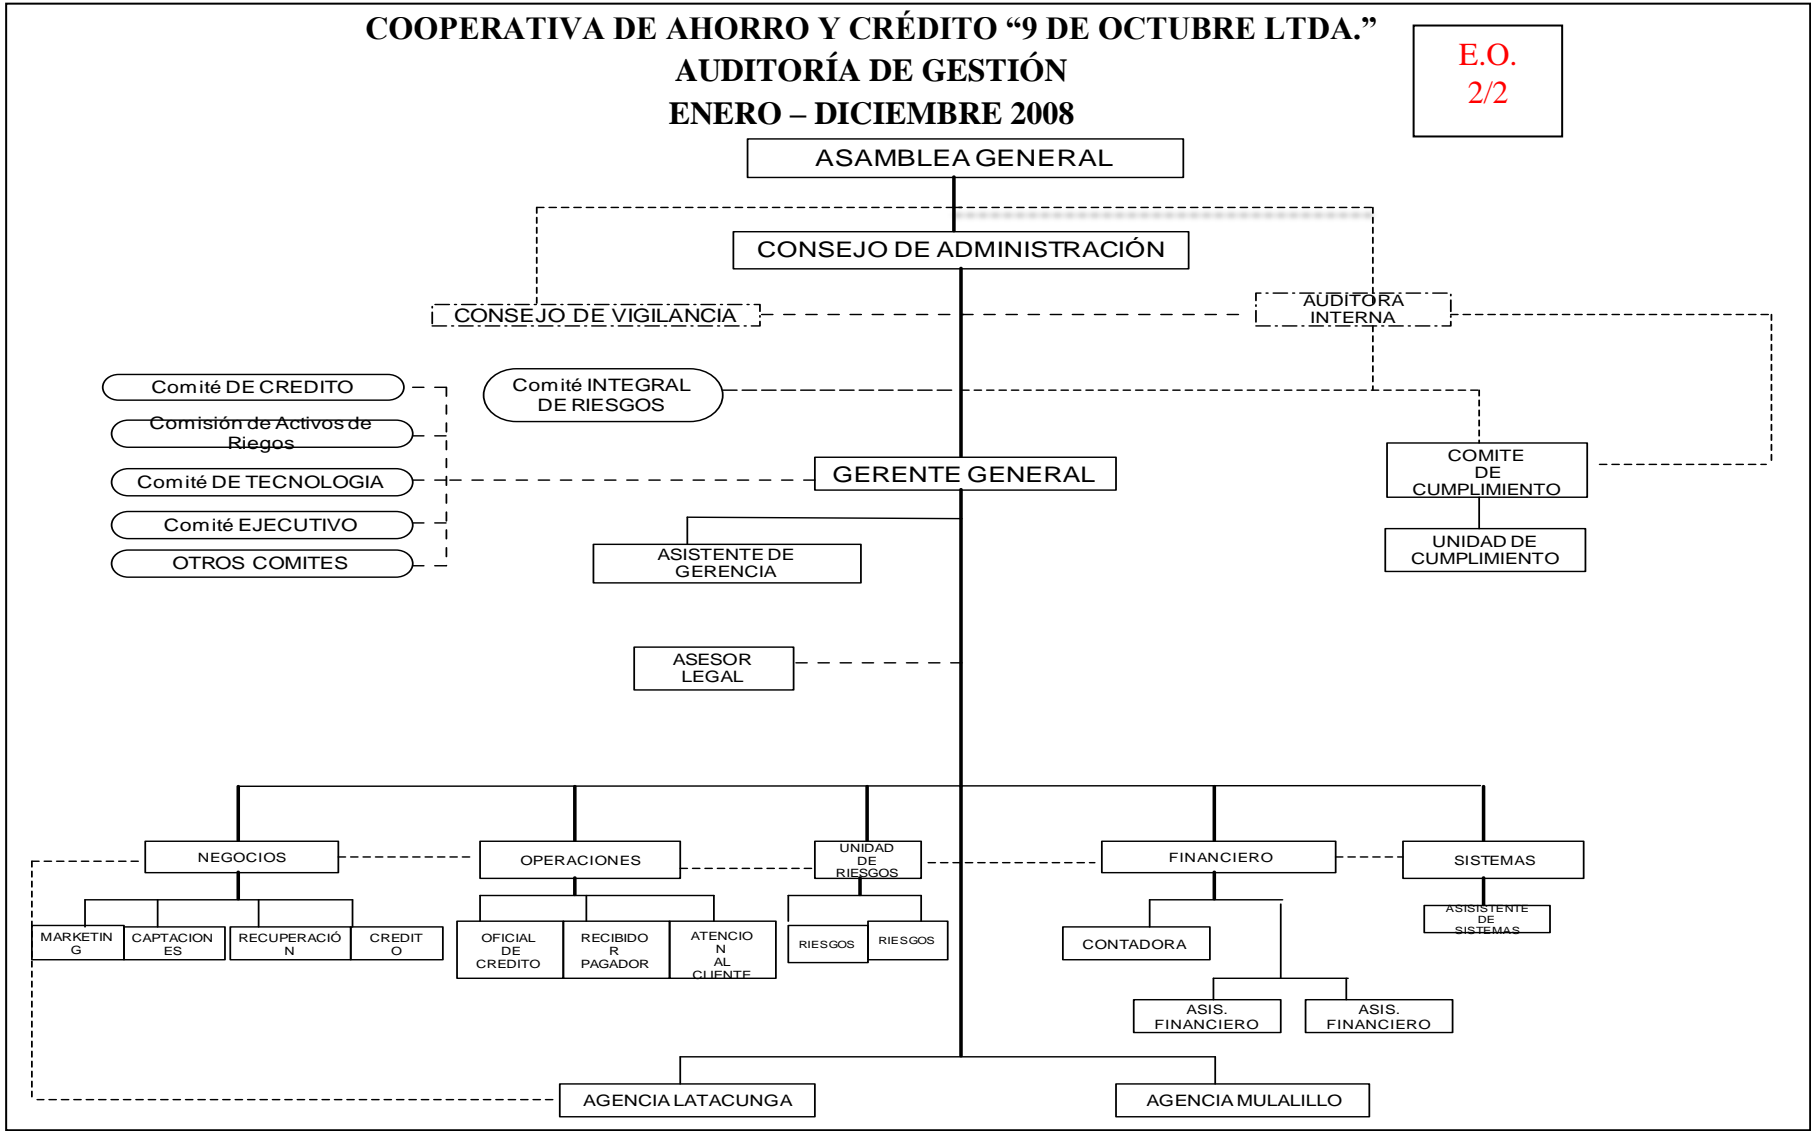 COOPERATIVA DE AHORRO Y CRÉDITO “9 DE OCTUBRE LTDA.”
AUDITORÍA DE GESTIÓN
ENERO – DICIEMBRE 2008
E.O.
2/2
ASAMBLEA GENERAL
CONSEJO DE ADMINISTRACIÓN
CONSEJO DE VIGILANCIA
AUDITORA
INTERNA
Comité DE CREDITO
Comisión de Activos de
Riegos
Comité DE TECNOLOGIA
Comité EJECUTIVO
OTROS COMITES
Comité INTEGRAL
DE RIESGOS
GERENTE GENERAL
COMITE
DE
CUMPLIMIENTO
UNIDAD DE
CUMPLIMIENTO
ASISTENTE DE
GERENCIA
ASESOR
LEGAL
NEGOCIOS
OPERACIONES
UNIDAD
DE
RIESGOS
FINANCIERO
SISTEMAS
MARKETIN
G
CAPTACION
ES
RECUPERACIÓ
N
CREDIT
O
OFICIAL
DE
CREDITO
RECIBIDO
R
PAGADOR
ATENCIO
N
AL
CLIENTE
RIESGOS
RIESGOS
CONTADORA
ASISISTENTE
DE
SISTEMAS
ASIS.
FINANCIERO
ASIS.
FINANCIERO
AGENCIA LATACUNGA
AGENCIA MULALILLO